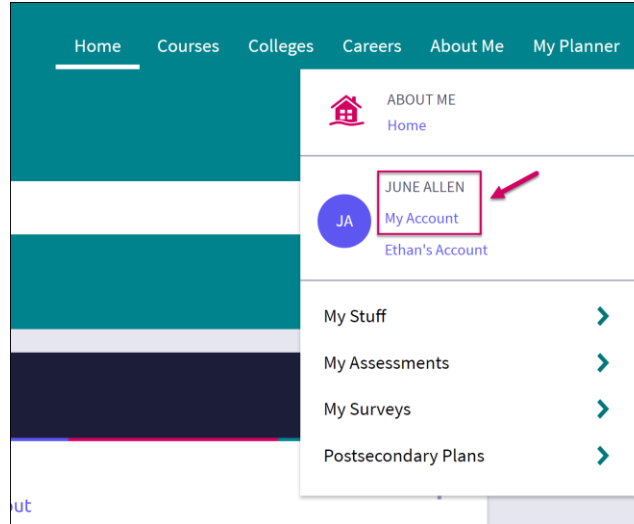 Home Courses Colleges Careers About Me My Planner
ABOUT ME
Home
JUNE ALLEN
JA My Account
Ethan's Account
My Stuff
My Assessments
My Surveys
Postsecondary Plans
out